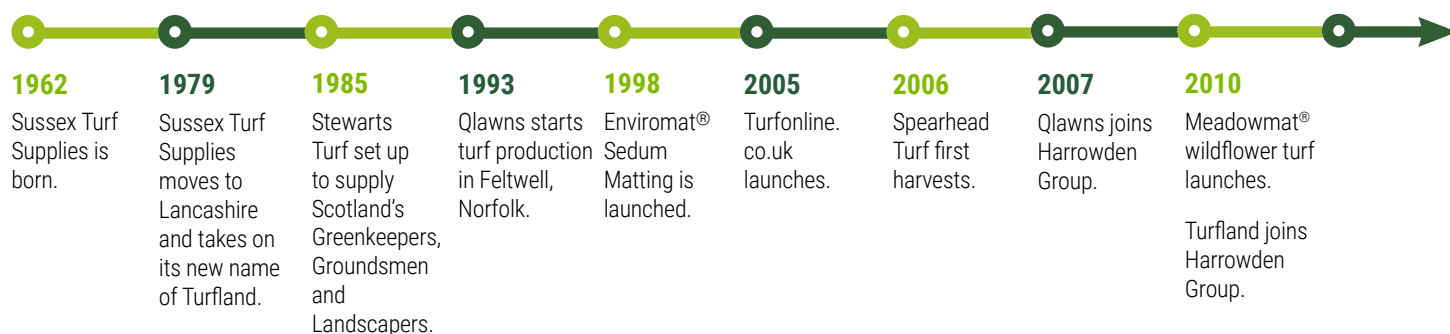 1962
Sussex Turf
Supplies is
born.
1979
Sussex Turf
Supplies
moves to
Lancashire
and takes on
its new name
of Turfland.
1985
Stewarts
Turf set up
to supply
Scotland's
Greenkeepers,
Groundsmen
and
Landscapers.
1993
Qlawns starts
turf production
in Feltwell,
Norfolk.
1998
Enviromat®
Sedum
Matting is
launched.
2005
Turfonline.
co.uk
launches.
2006
Spearhead
Turf first
harvests.
2007
Qlawns joins
Harrowden
Group.
2010
Meadowmat®
wildflower turf
launches.
Turfland joins
Harrowden
Group.